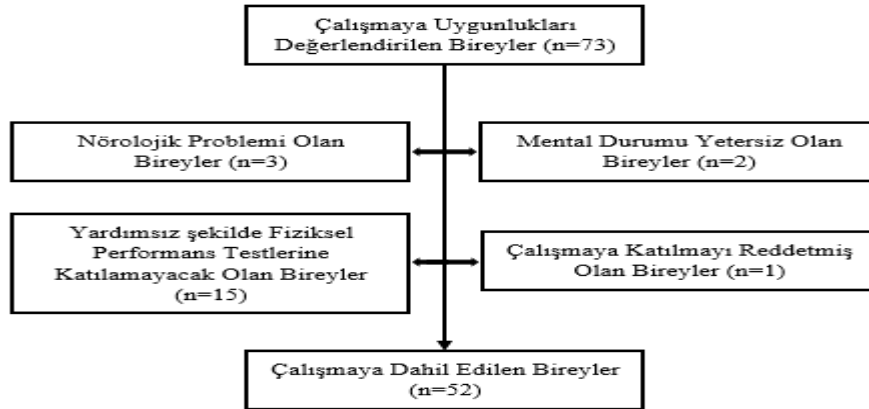 Çalışmaya Uygunlukları
Değerlendirilen Bireyler (n=73)
Nörolojik Problemi Olan
Bireyler (n=3)
Mental Durumu Yetersiz Olan
Bireyler (n=2)
Yardımsız şekilde Fiziksel
Performans Testlerine
Katılamayacak Olan Bireyler
(n=15)
Çalışmaya Katılmayı Reddetmiş
Olan Bireyler (n=1)
Çalışmaya Dahil Edilen Bireyler
(n=52)